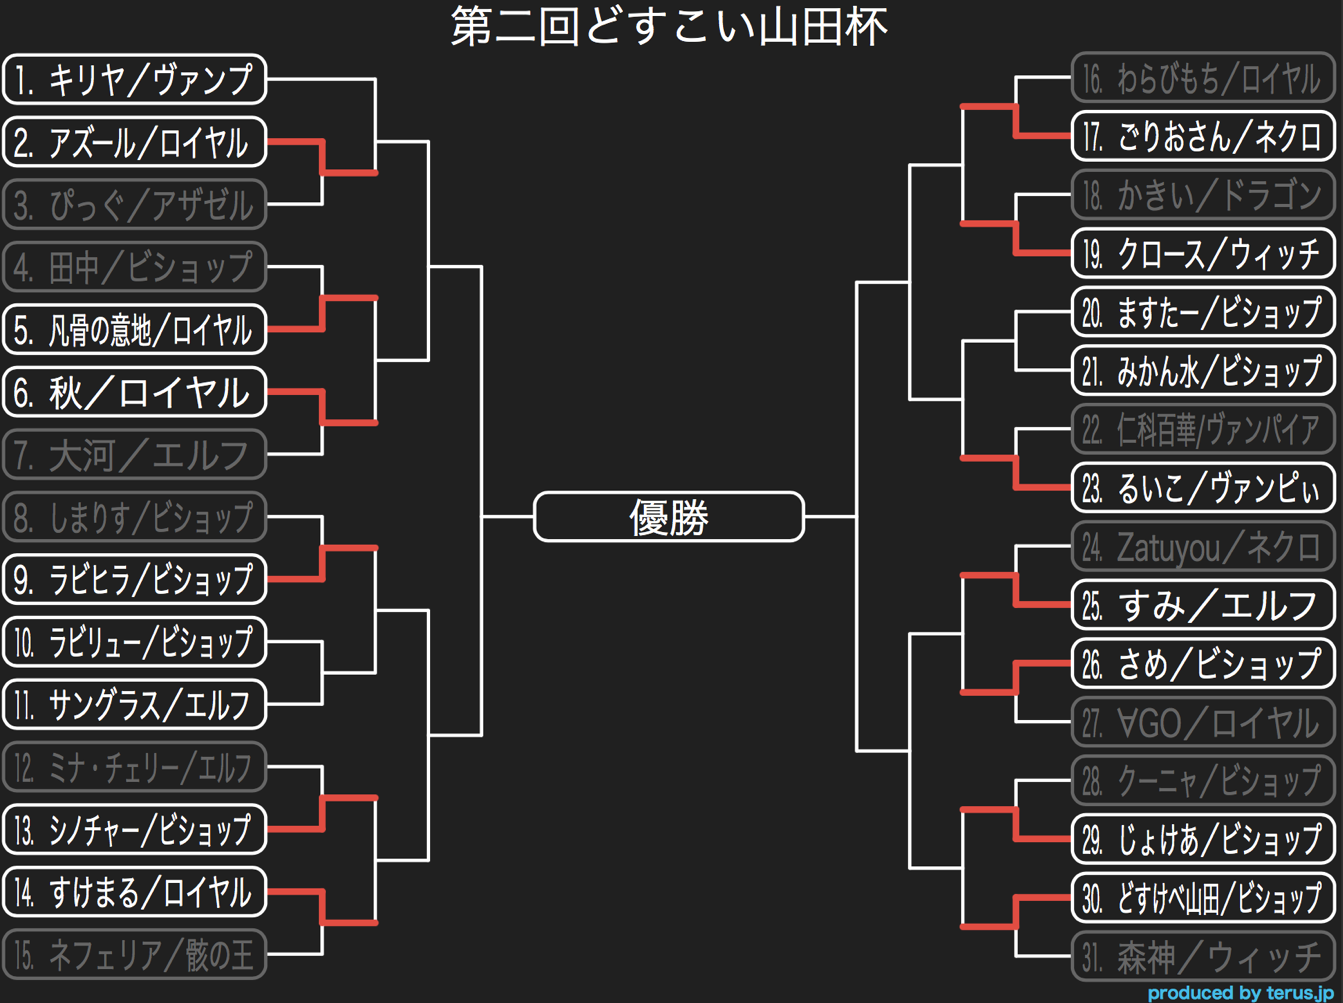 第二回どすこい山田杯
1. キリヤ／ヴァンプ
2. アズール／ロイヤル
3. ぴっぐ／アザゼル
4. 田中／ビショップ
5. 凡骨の意地／ロイヤル
6. 秋／ロイヤル
7. 大河／エルフ
8. しまりす／ビショップ
9. ラビヒラ／ビショップ
10. ラビリュー／ビショップ
11. サングラス／エルフ
12. ミナ・チェリー／エルフ
13. シノチャー／ビショップ
14. すけまる／ロイヤル
15. ネフェリア／骸の王
優勝
16. わらびもち／ロイヤル
17. ごりおさん／ネクロ
18. かきい／ドラゴン
19. クロース／ウィッチ
20. ますたー／ビショップ
21. みかん水／ビショップ
22. 仁科百華/ヴァンパイア
23. るいこ／ヴァンピぃ
24. Zatuyou／ネクロ
25. すみ／エルフ
26. さめ／ビショップ
27. ∀GO／ロイヤル
28. クーニャ／ビショップ
29. じょけあ／ビショップ
30. どすけべ山田/ビショップ
31. 森神／ウィッチ
produced by terus.jp